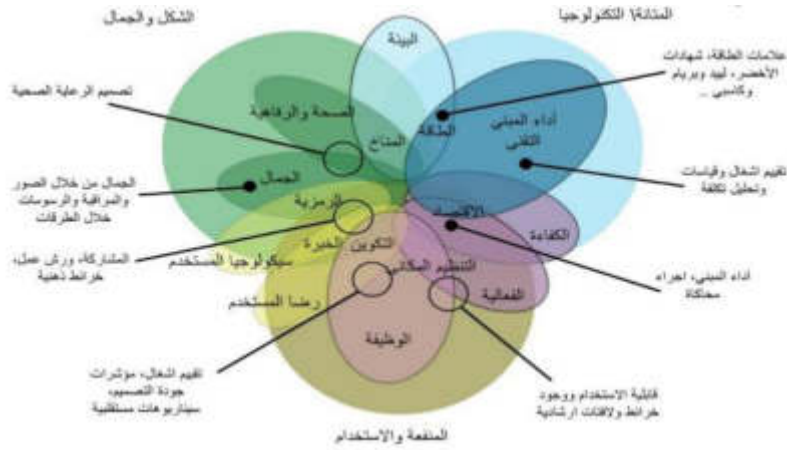 الشكل والجمال
المتانة\ التكنولوجيا
البيئة
علامات الطاقة، شهادات
الأخضر، ليد وبريام
وكاسبي ..
تصميم الرعاية الصحية
الصحة والرفاهية
المناخ
الطاقة
أداء المبنى
التقني
الجمال
تقييم اشغال وقياسات
وتحليل تكلفة
الجمال من خلال الصور
والمراقبة والرسومات
خلال الطرقات
الرمزية
الاقتصاد
الكفاءة
التكوين
الخبرة
المشاركة، ورش عمل،
خرائط ذهنية
سيكولوجيا المستخدم
التنظيم المكاني
أداء المبنى، اجراء
محاكاة
رضا المستخدم
الفعالية
الوظيفة
تقييم اشغال، مؤشرات
جودة التصميم،
سيناريوهات مستقلبية
قابلية الاستخدام ووجود
خرائط ولافتات ارشادية
المنفعة والاستخدام